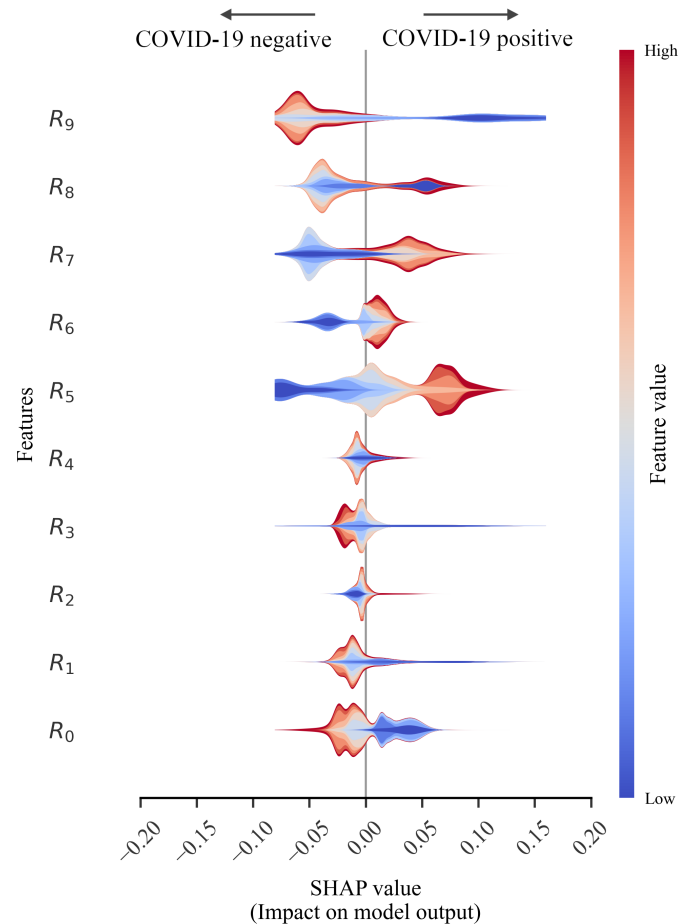 COVID-19 negative
COVID-19 positive
High
R9
R8
R7
R6
R5
R4
R3
R2
R1
R0
Features
Feature value
Low
−0.20
−0.15
−0.10
−0.05
0.00
0.05
0.10
0.15
0.20
SHAP value
(Impact on model output)